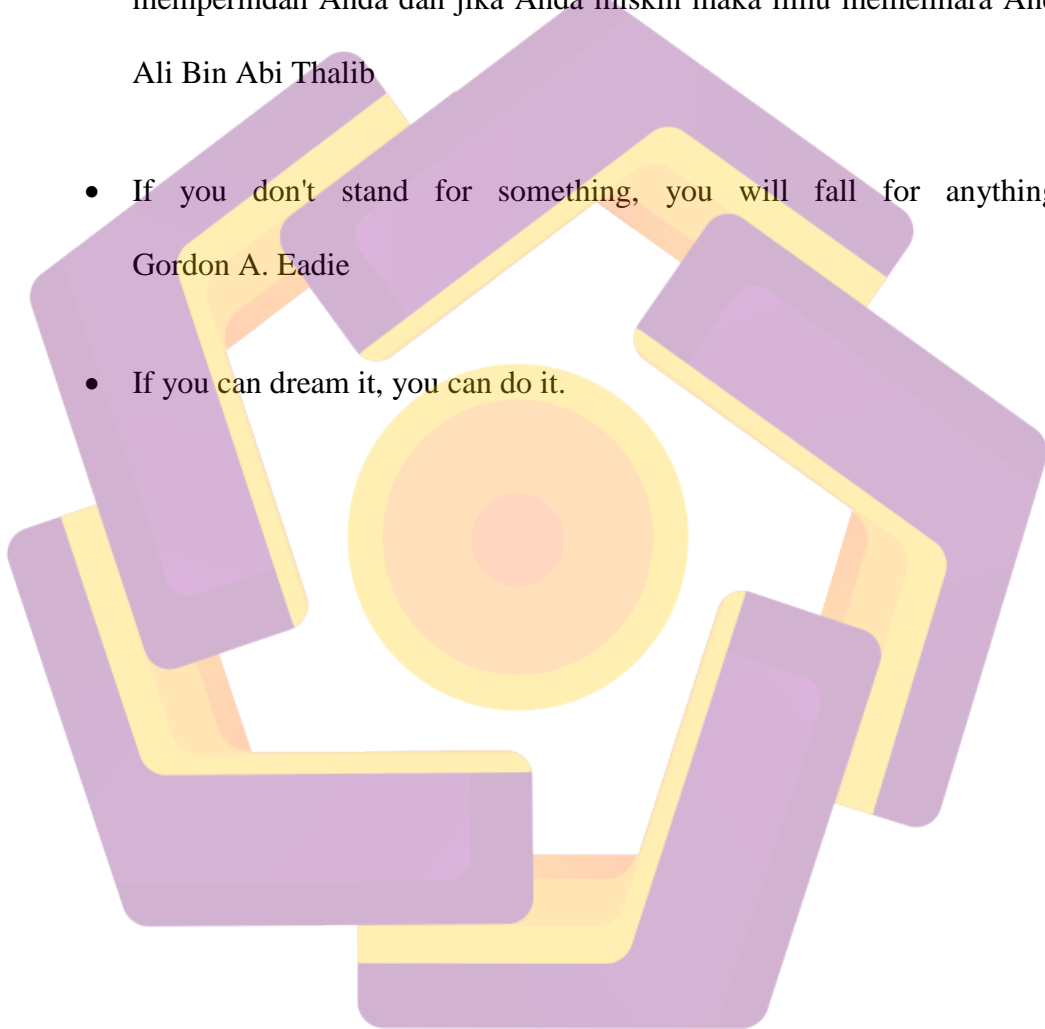 memperindah Anda dan jika Anda miskin maka ilmu memelihara
Ali Bin Abi Thalib
• If you don't stand for something, you will fall for anything
Gordon A. Eadie
• If you can dream it, you can do it.